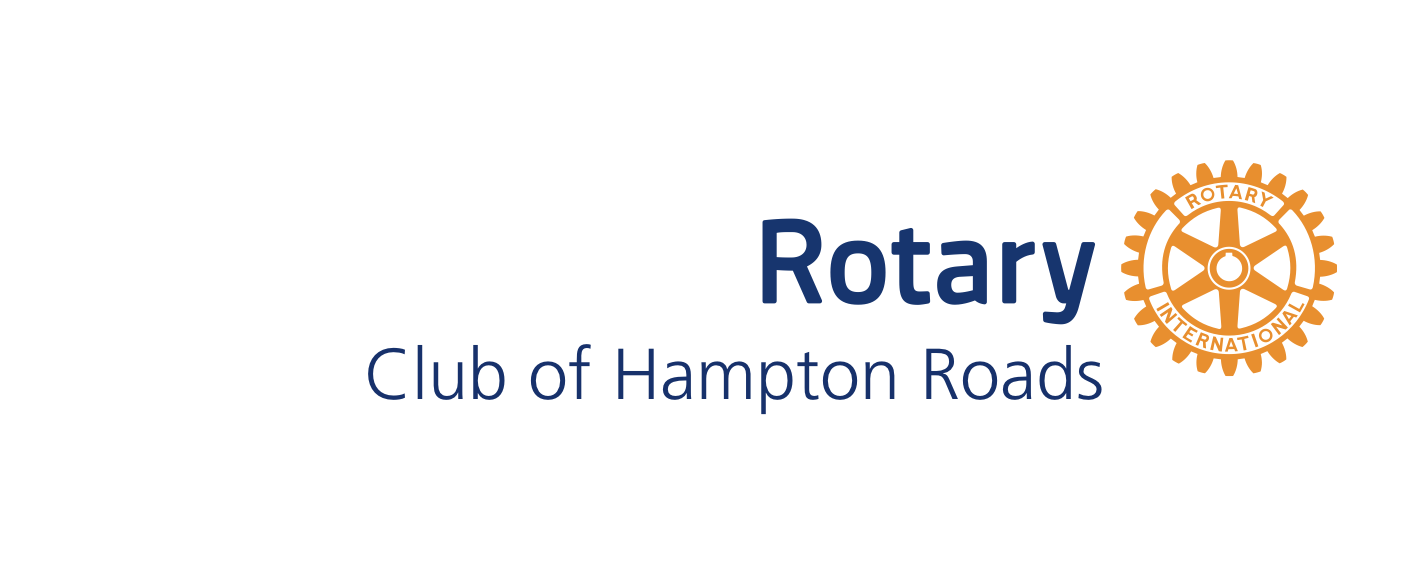 Rotary
Club of Hampton Roads
ROTARY
INTERNATIONAL